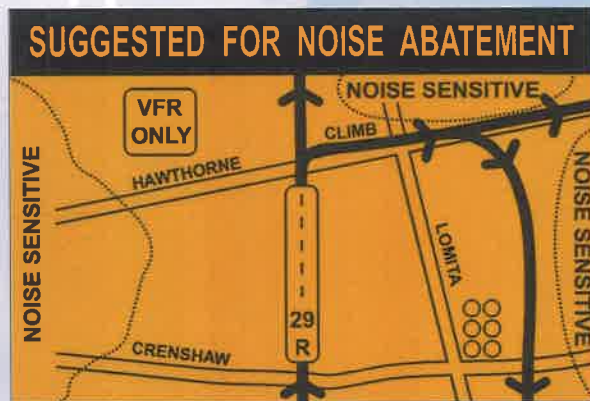 SUGGESTED FOR NOISE ABATEMENT
NOISE SENSITIVE
VFR
ONLY
CLIMB
HAWTHORNE
NOISE SENSITIVE
NOISE SENSITIVE
LOMITA
29
R
CRENSHAW